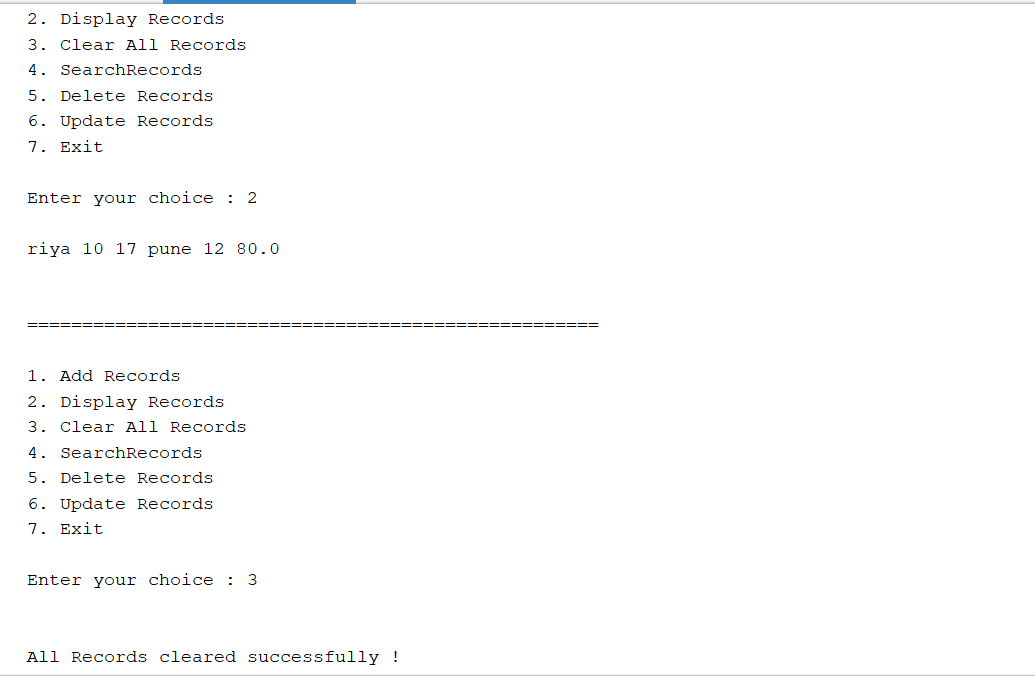 2. Display Records
3. Clear All Records
4. SearchRecords
5. Delete Records
6. Update Records
7. Exit
Enter your choice : 2
riya 10 17 pune 12 80.0
====================================================
1. Add Records
2. Display Records
3. Clear All Records
4. SearchRecords
5. Delete Records
6. Update Records
7. Exit
Enter your choice : 3
All Records cleared successfully !